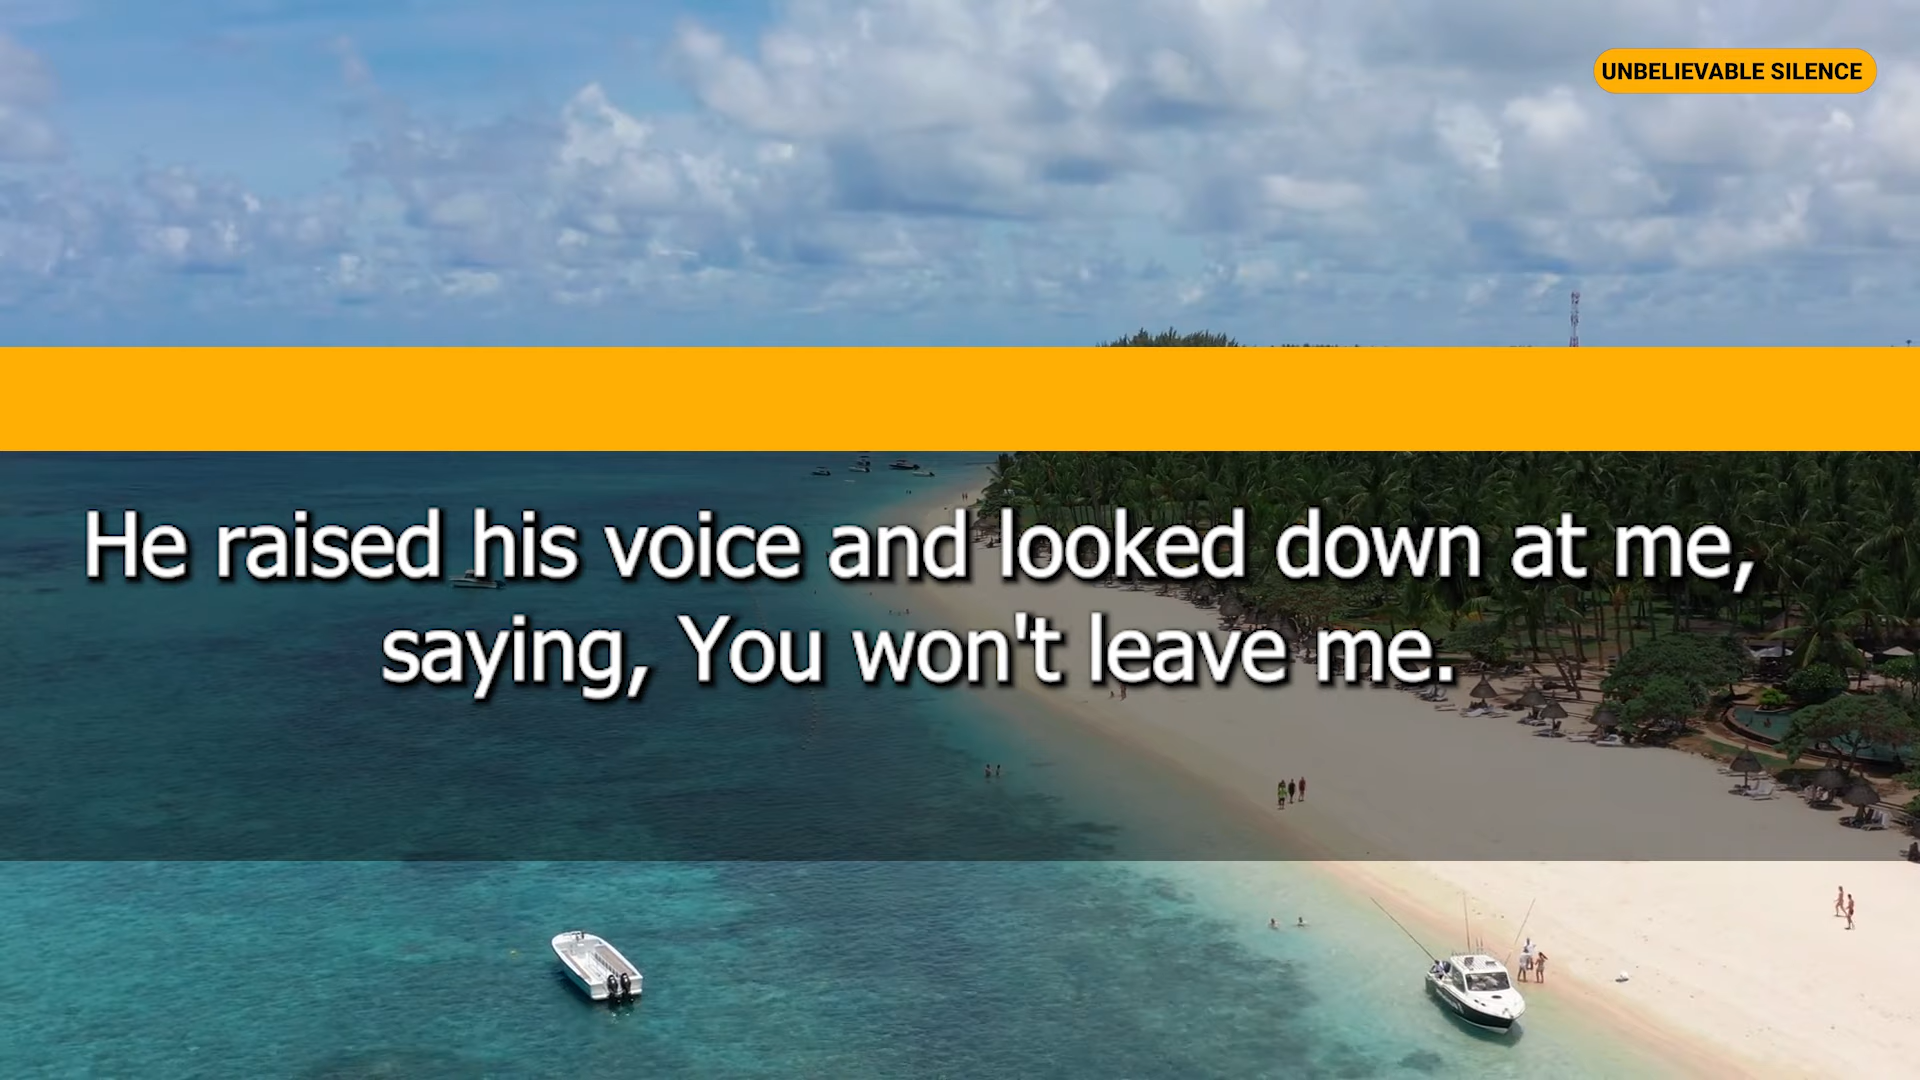 UNBELIEVABLE SILENCE
He raised his voice and looked down at me,
saying, You won't leave me.